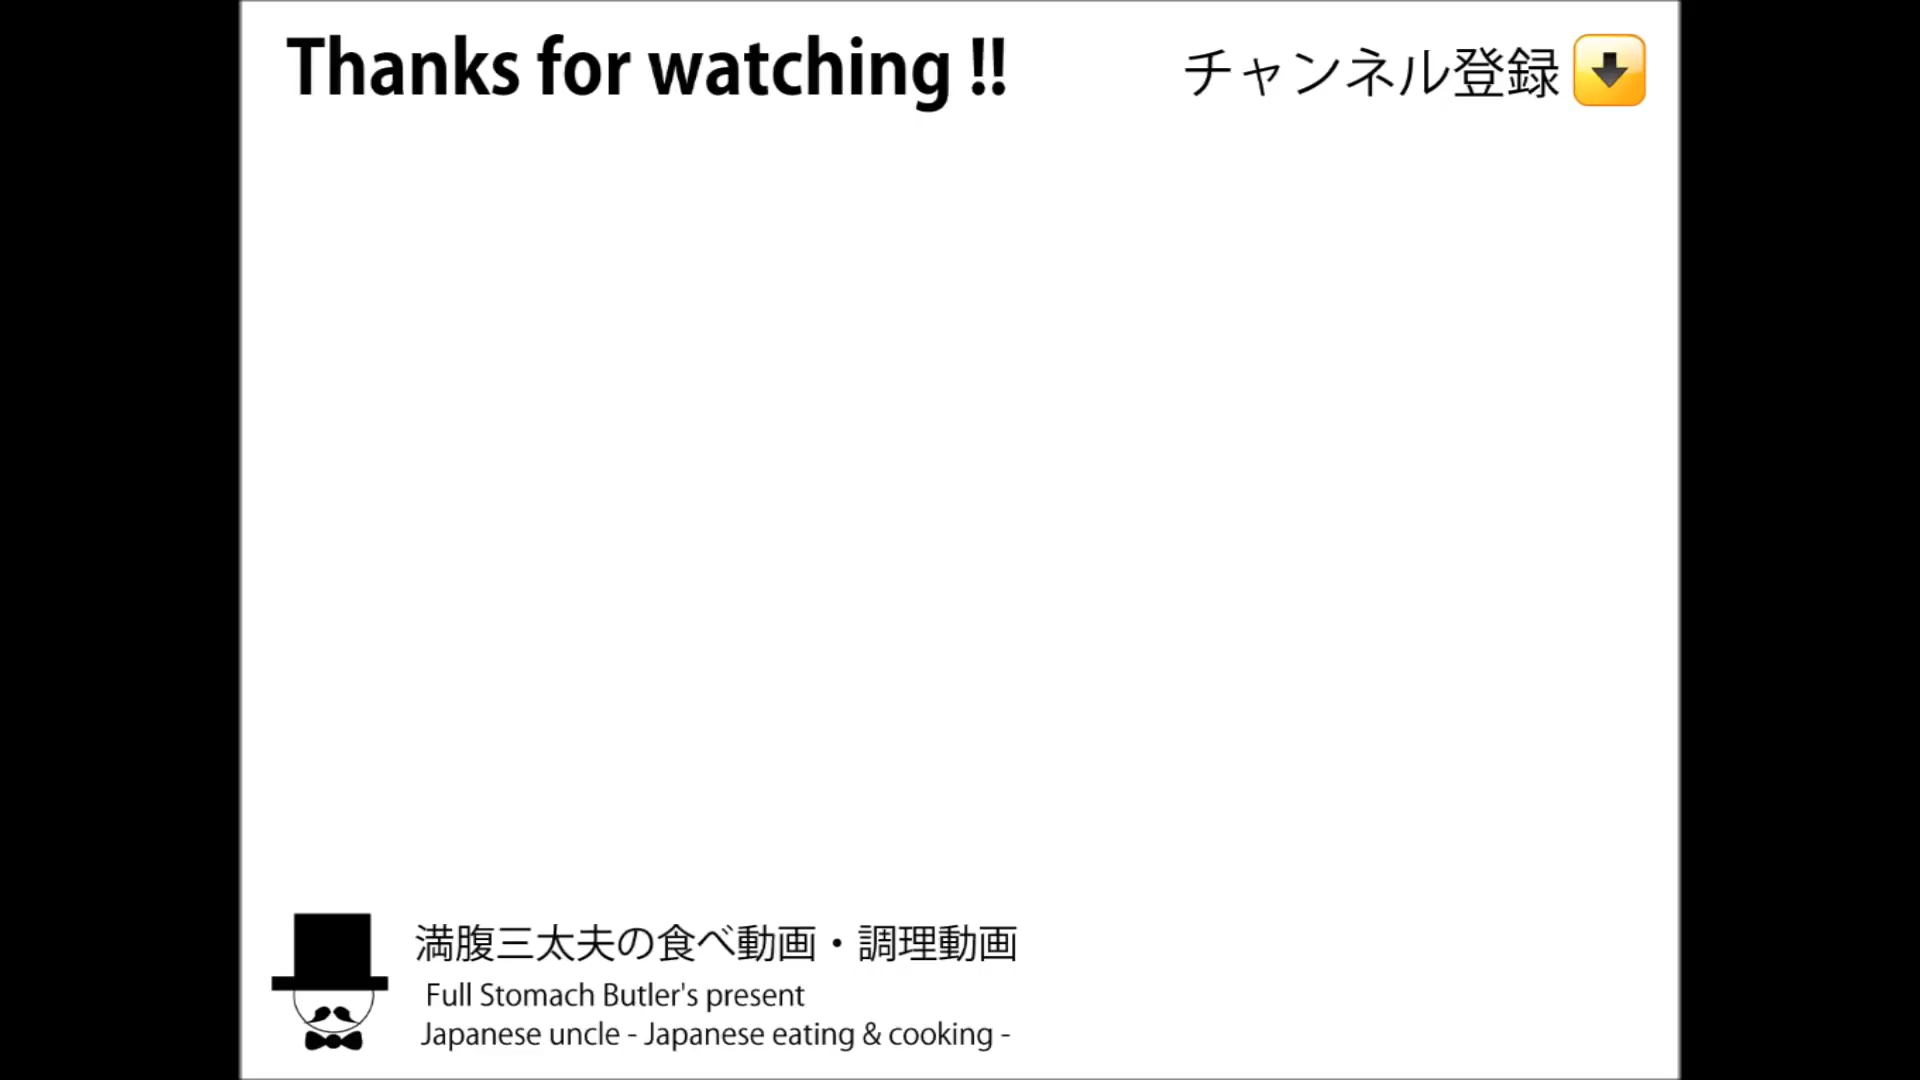 Thanks for watching !!
チャンネル登録
満腹三太夫の食べ動画・調理動画
Full Stomach Butler's present
Japanese uncle - Japanese eating & cooking -